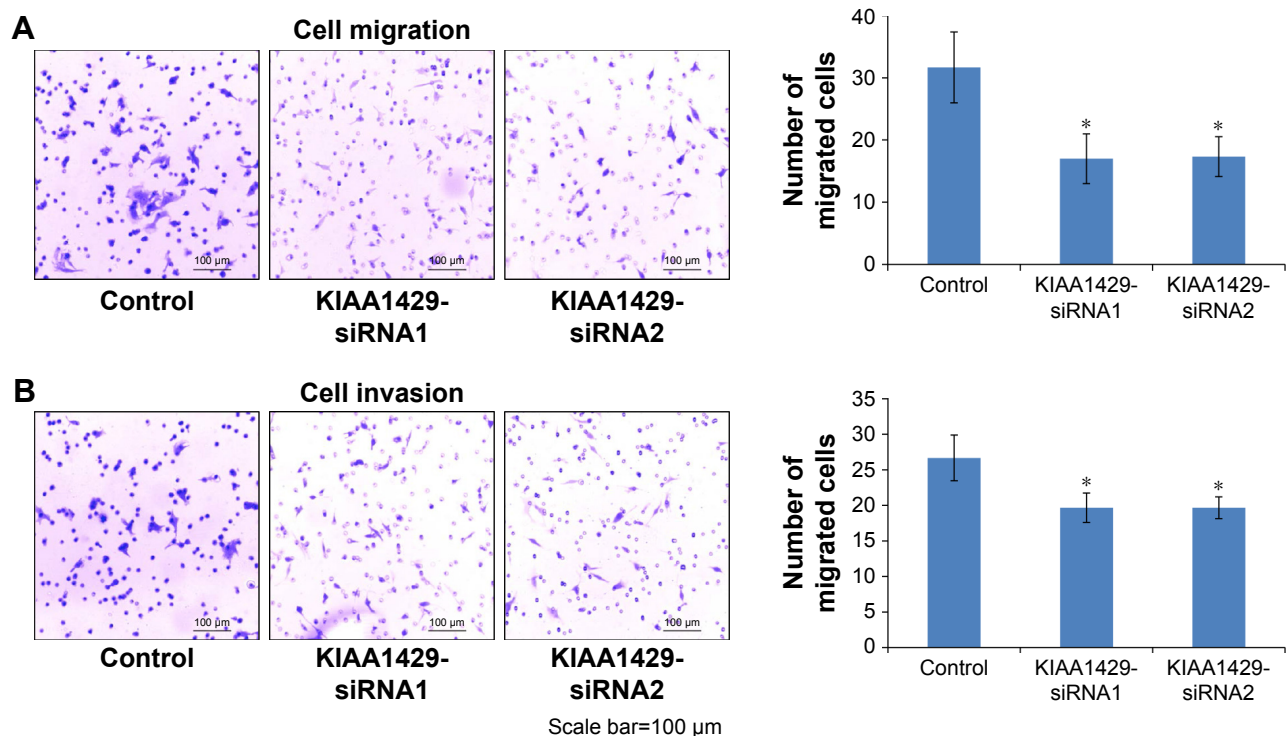 A
Cell migration
100 µm
100 µm
100 µm
Control
KIAA1429-
siRNA1
KIAA1429-
siRNA2
Number of
migrated cells
40
30
20
10
0
*
*
Control
KIAA1429-
siRNA1
KIAA1429-
siRNA2
B
Cell invasion
100 µm
100 µm
100 µm
Control
KIAA1429-
siRNA1
KIAA1429-
siRNA2
Scale bar=100 µm
Number of
migrated cells
35
30
25
20
15
10
5
0
*
*
Control
KIAA1429-
siRNA1
KIAA1429-
siRNA2